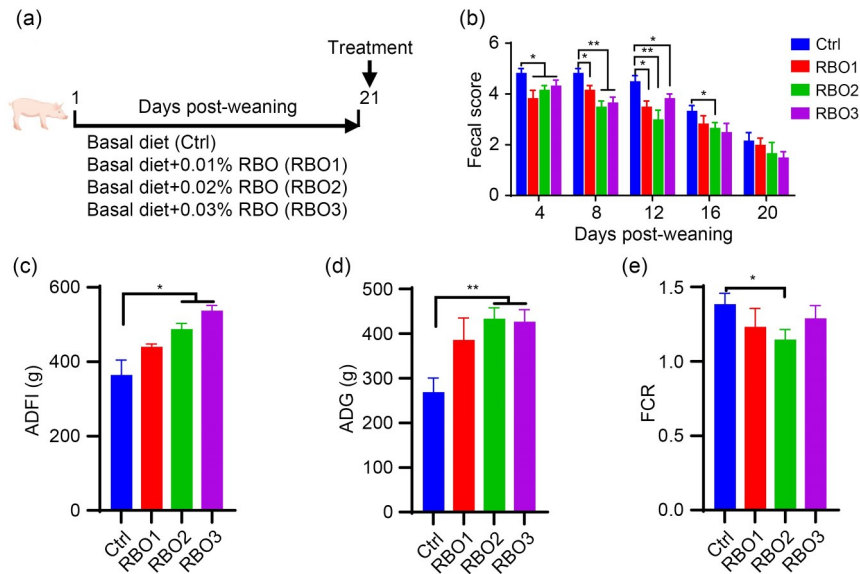 (a)
Treatment
1
Days post-weaning
21
Basal diet (Ctrl)
Basal diet+0.01% RBO (RBO1)
Basal diet+0.02% RBO (RBO2)
Basal diet+0.03% RBO (RBO3)
(b)
Fecal score
6
4
2
0
*
**
*
*
**
*
*
4
8
12
16
20
Days post-weaning
Ctrl
RBO1
RBO2
RBO3
(c)
ADFI (g)
600
400
200
0
*
Ctrl
RBO1
RBO2
RBO3
(d)
ADG (g)
500
400
300
200
100
0
**
Ctrl
RBO1
RBO2
RBO3
(e)
FCR
1.5
1.0
0.5
0.0
*
Ctrl
RBO1
RBO2
RBO3